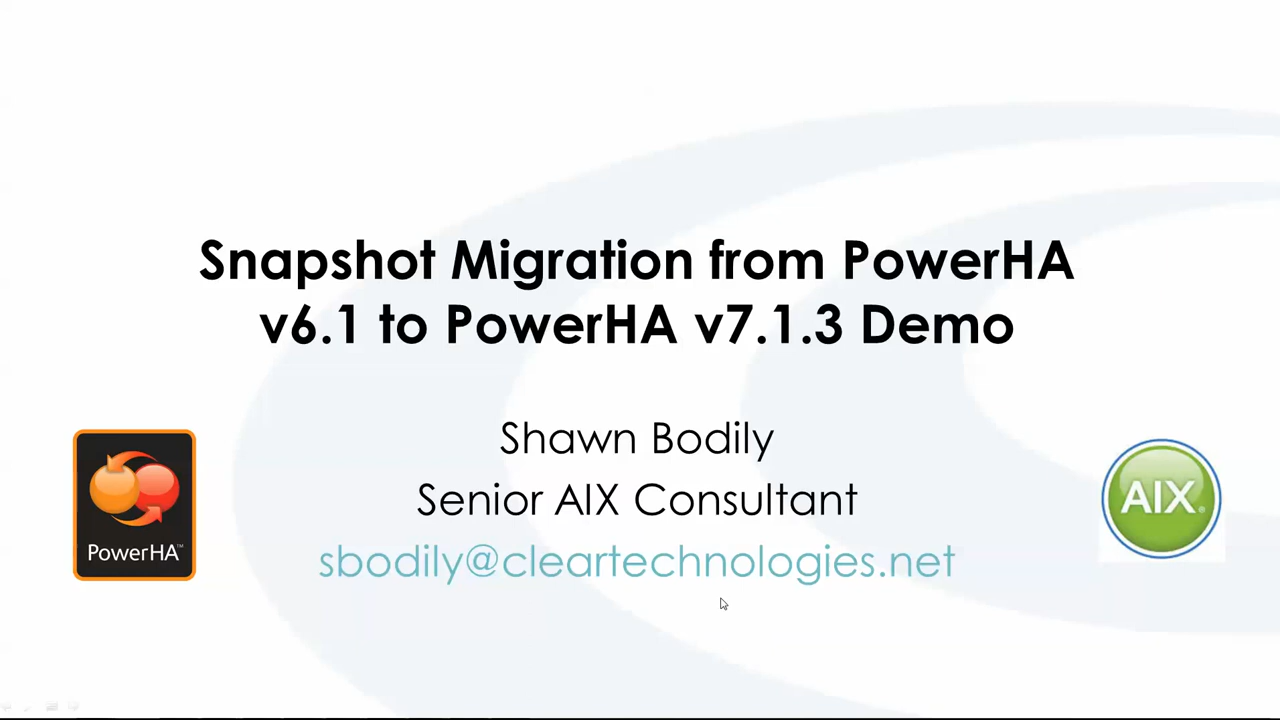 Snapshot Migration from PowerHA
v6.1 to PowerHA v7.1.3 Demo
Shawn Bodily
Senior AIX Consultant
sbodily@cleartechnologies.net
PowerHA™
AIX®